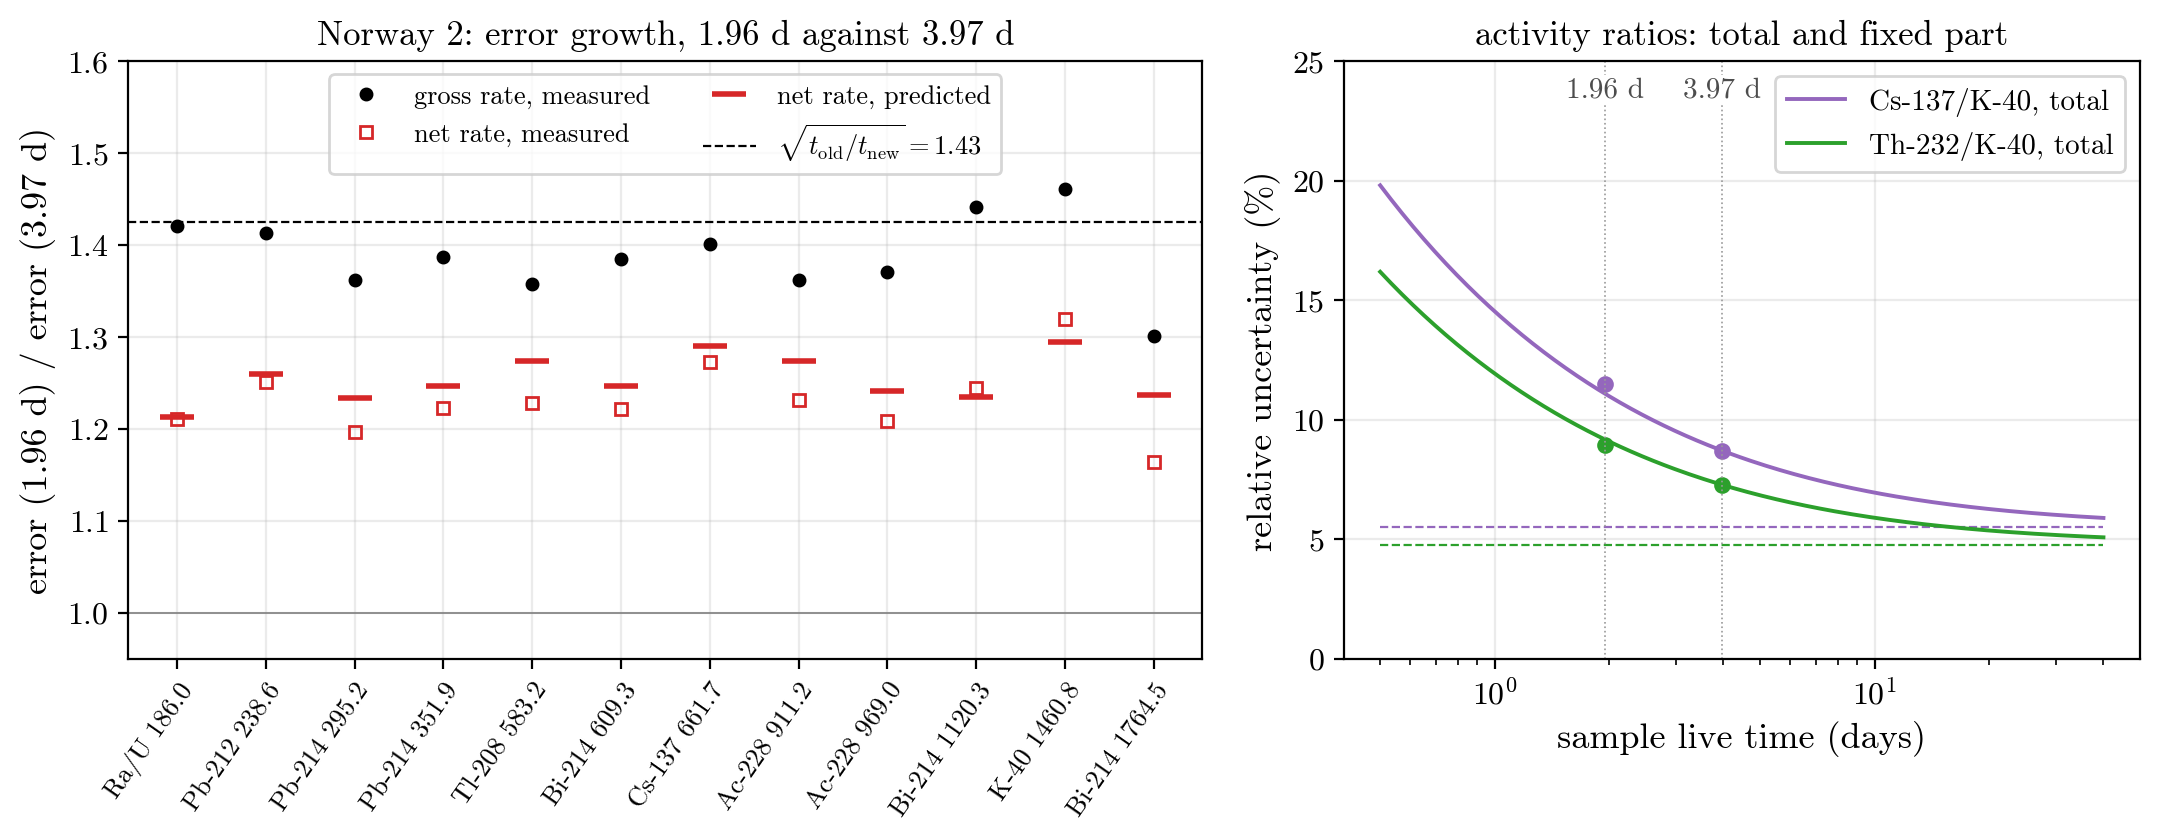 Norway 2: error growth, 1.96 d against 3.97 d
error (1.96 d) / error (3.97 d)
1.6
1.5
1.4
1.3
1.2
1.1
1.0
gross rate, measured
net rate, measured
net rate, predicted
√t_old/t_new = 1.43
Ra/U 186.0
Pb-212 238.6
Pb-214 295.2
Pb-214 351.9
Tl-208 583.2
Bi-214 609.3
Cs-137 661.7
Ac-228 911.2
Ac-228 969.0
Bi-214 1120.3
K-40 1460.8
Bi-214 1764.5
activity ratios: total and fixed part
relative uncertainty (%)
25
20
15
10
5
0
1.96 d
3.97 d
Cs-137/K-40, total
Th-232/K-40, total
10⁰
10¹
sample live time (days)